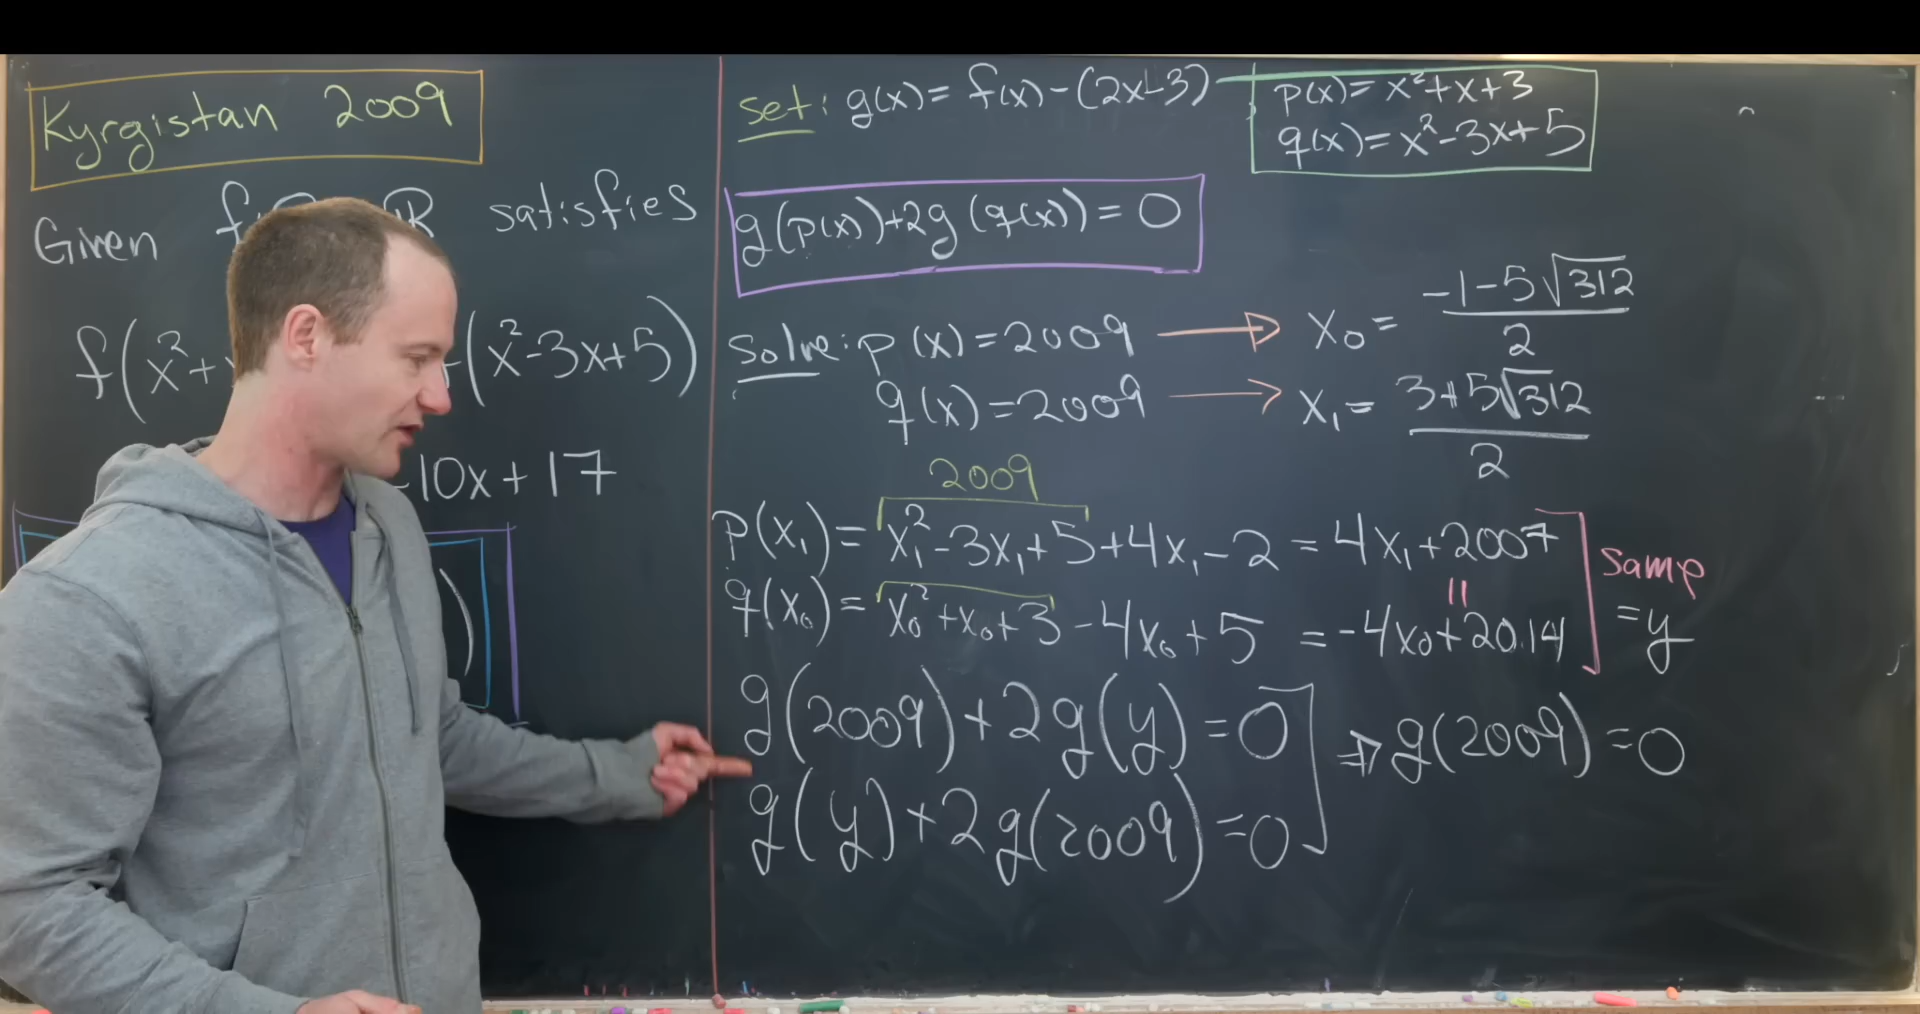 Kyrgistan 2009
Given f: R satisfies
f(x²+ (x²-3x+5)
-10x+17
set: g(x)= f(x)-(2x-3)
p(x)= x²+x+3
q(x)= x²-3x+5
g(p(x))+2g(q(x))=0
Solve: p(x)=2009 → x₀= (-1-5√312)/2
q(x)=2009 → x₁= (3+5√312)/2
2009
p(x₁)= x₁²-3x₁+5+4x₁-2 = 4x₁+2007
||
same
=y
q(x₀)= x₀²+x₀+3-4x₀+5 = -4x₀+2014
g(2009)+2g(y)=0
⇒ g(2009)=0
g(y)+2g(2009)=0